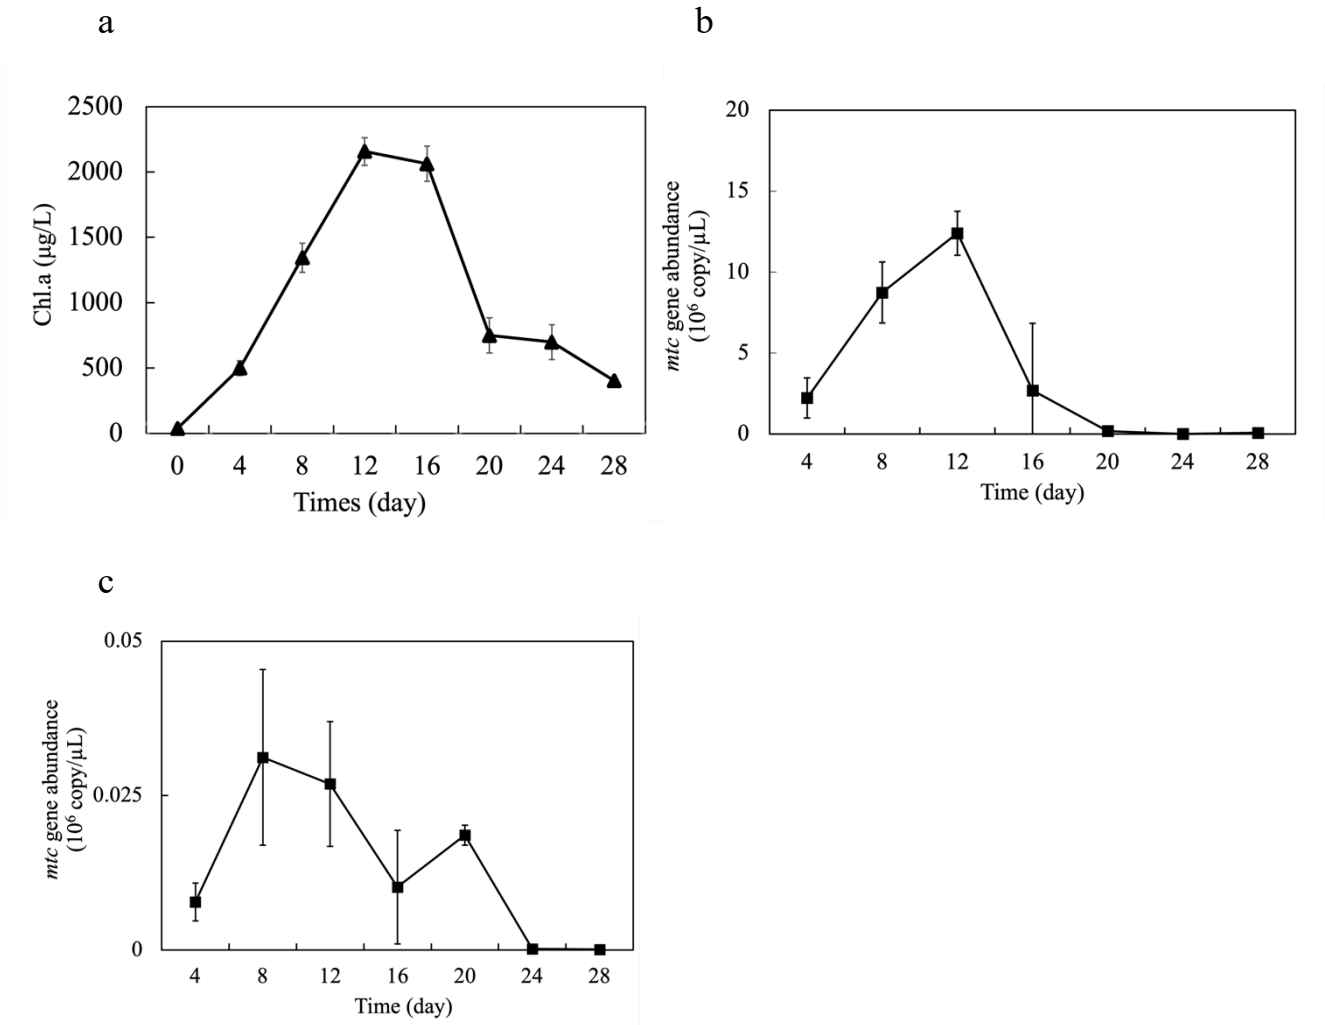 a
2500
2000
1500
1000
500
0
Chl.a (µg/L)
0 4 8 12 16 20 24 28
Times (day)
b
20
15
10
5
0
mtc gene abundance
(10⁶ copy/µL)
4 8 12 16 20 24 28
Time (day)
c
0.05
0.025
0
mtc gene abundance
(10⁶ copy/µL)
4 8 12 16 20 24 28
Time (day)